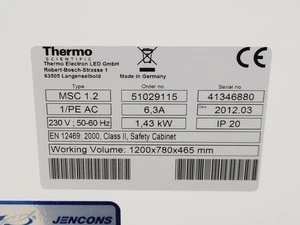 Thermo
SCIENTIFIC
CE
Thermo Electron LED GmbH
Robert-Bosch-Strasse 1
63505 Langenselbold
Made in Germany
Type Order no. Serial no
MSC 1.2 51029115 41346880
1/PE AC 6,3A 2012.03
230 V ; 50-60 Hz 1,43 kW IP 20
EN 12469: 2000, Class II, Safety Cabinet
Working Volume: 1200x780x465 mm
JENCONS